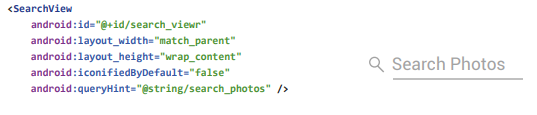 <SearchView
android:id="@+id/search_viewr"
android:layout_width="match_parent"
android:layout_height="wrap_content"
android:iconifiedByDefault="false"
android:queryHint="@string/search_photos" />
Search Photos